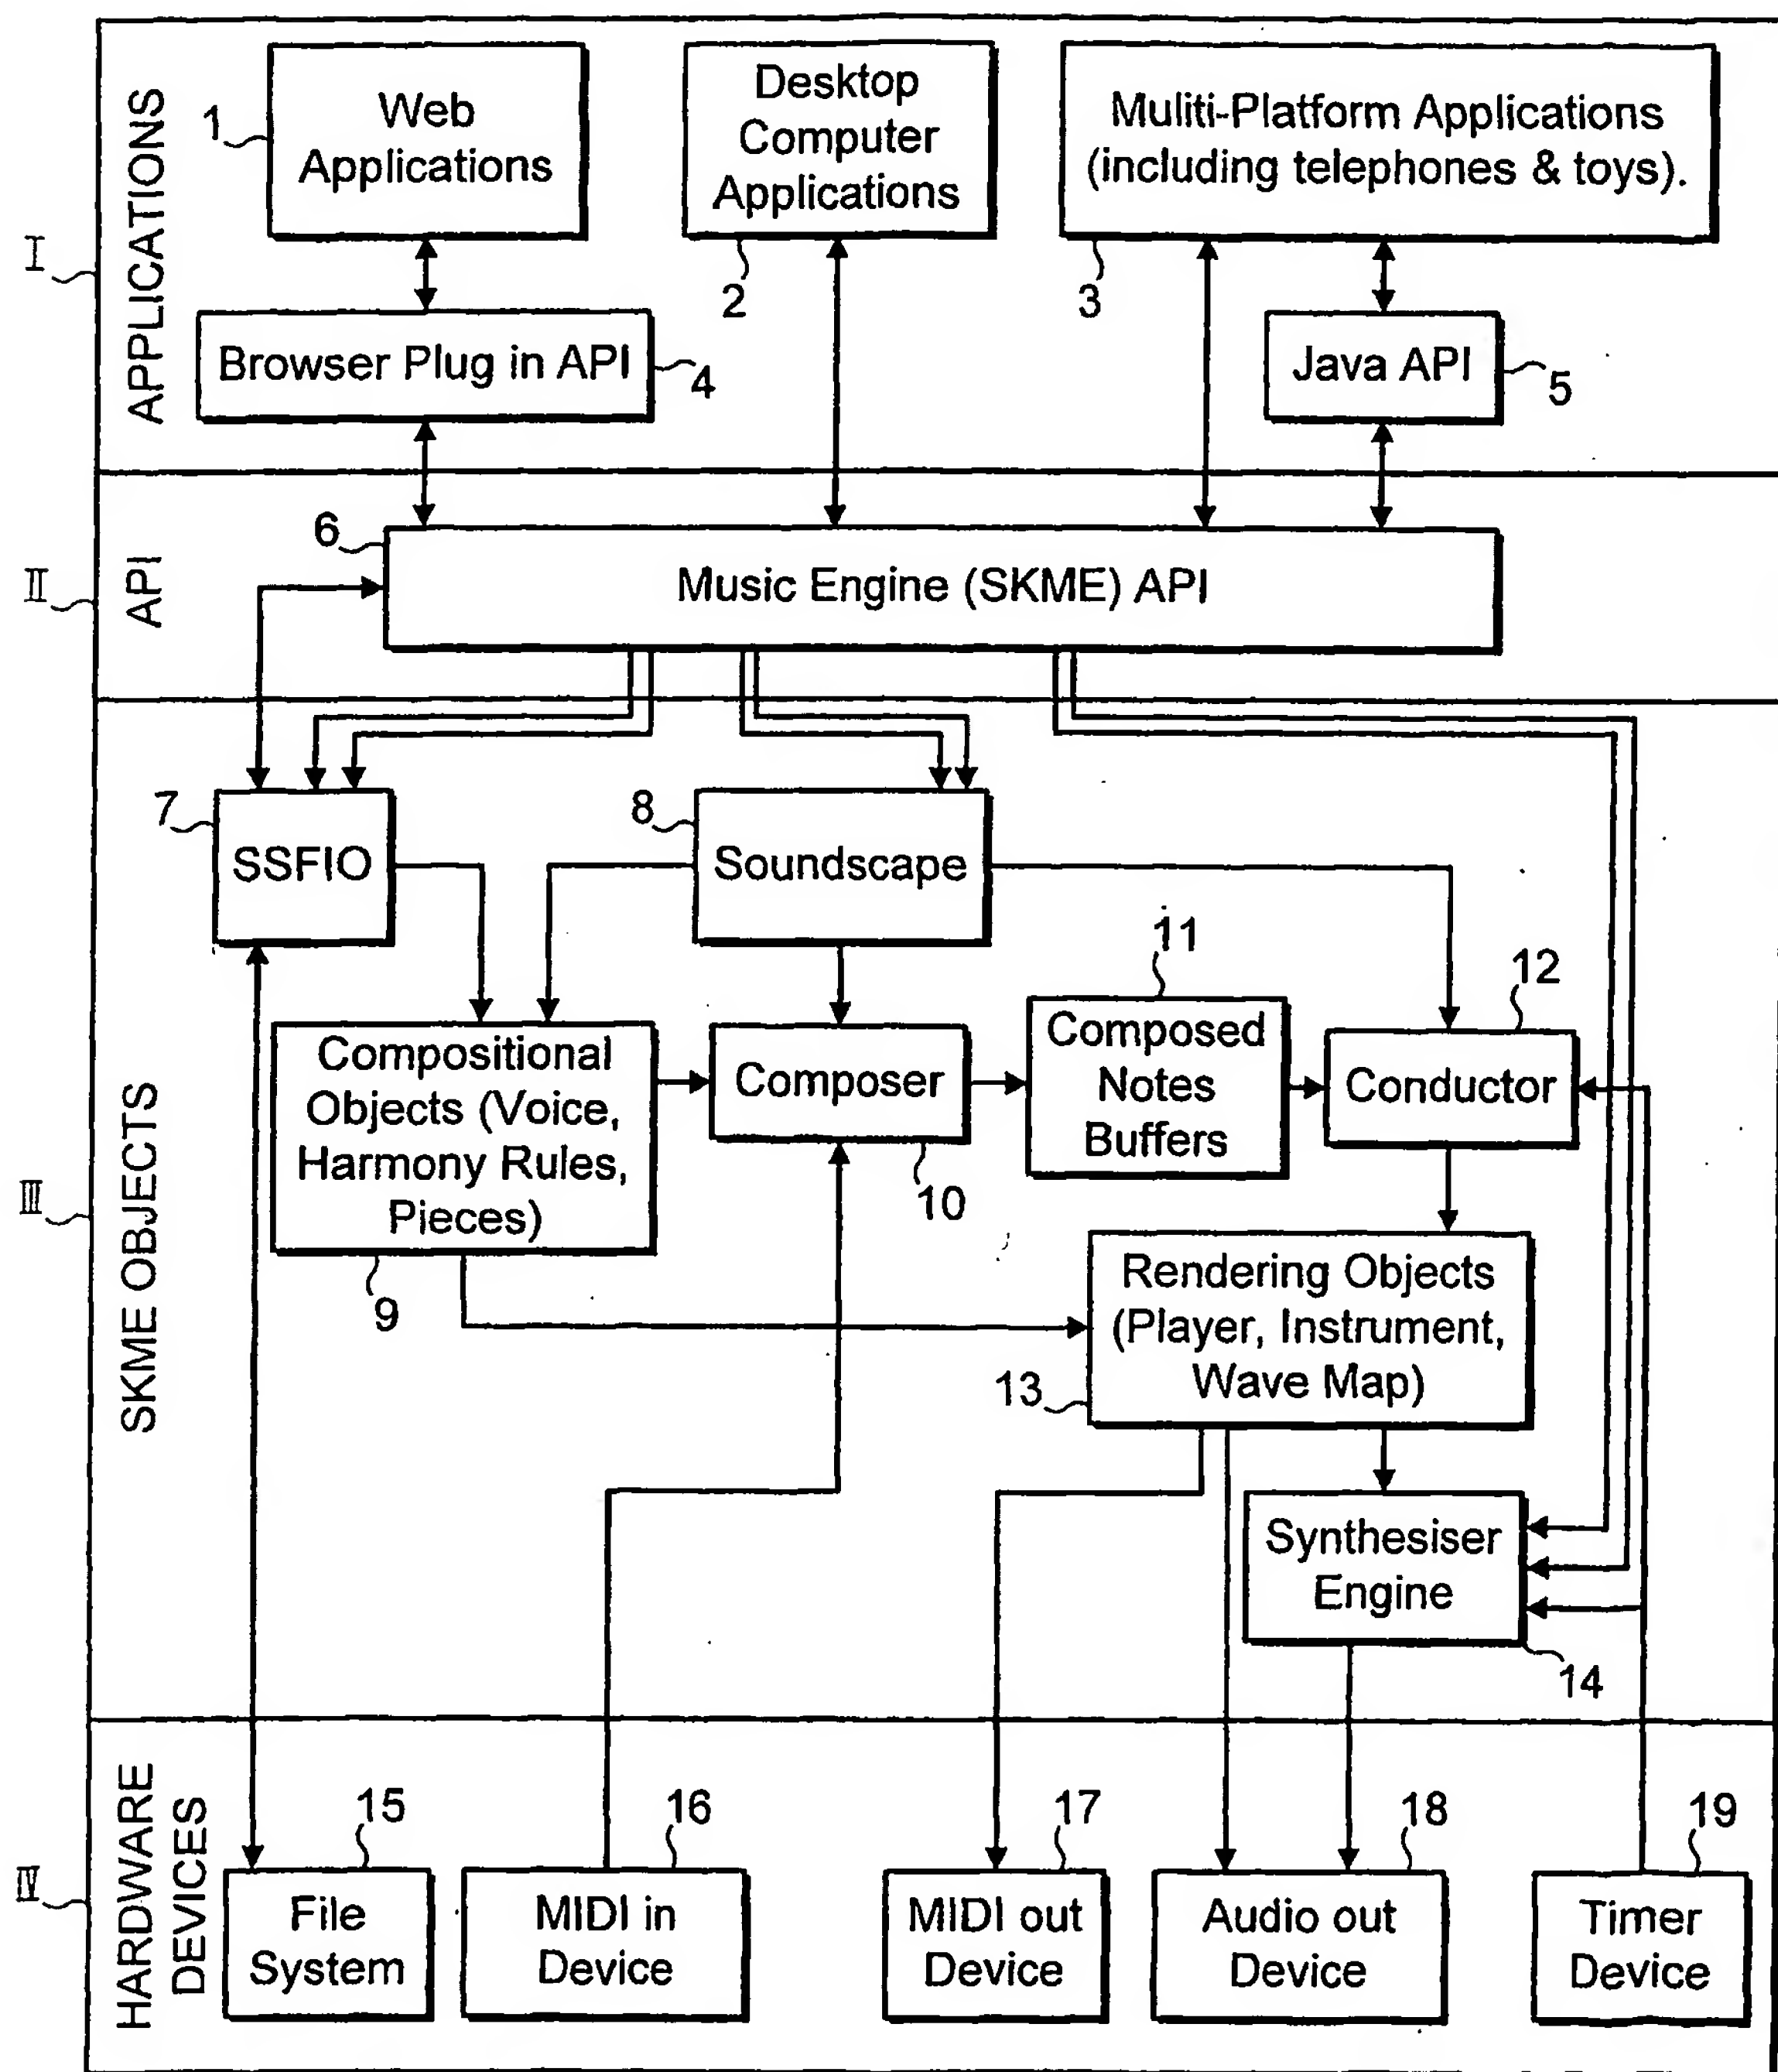 I
APPLICATIONS
1
Web
Applications
Desktop
Computer
Applications
2
Muliti-Platform Applications
(including telephones & toys).
3
Browser Plug in API
4
Java API
5
II
API
6
Music Engine (SKME) API
III
SKME OBJECTS
7
SSFIO
8
Soundscape
Compositional
Objects (Voice,
Harmony Rules,
Pieces)
9
Composer
10
11
Composed
Notes
Buffers
12
Conductor
Rendering Objects
(Player, Instrument,
Wave Map)
13
Synthesiser
Engine
14
IV
HARDWARE
DEVICES
15
File
System
16
MIDI in
Device
17
MIDI out
Device
18
Audio out
Device
19
Timer
Device